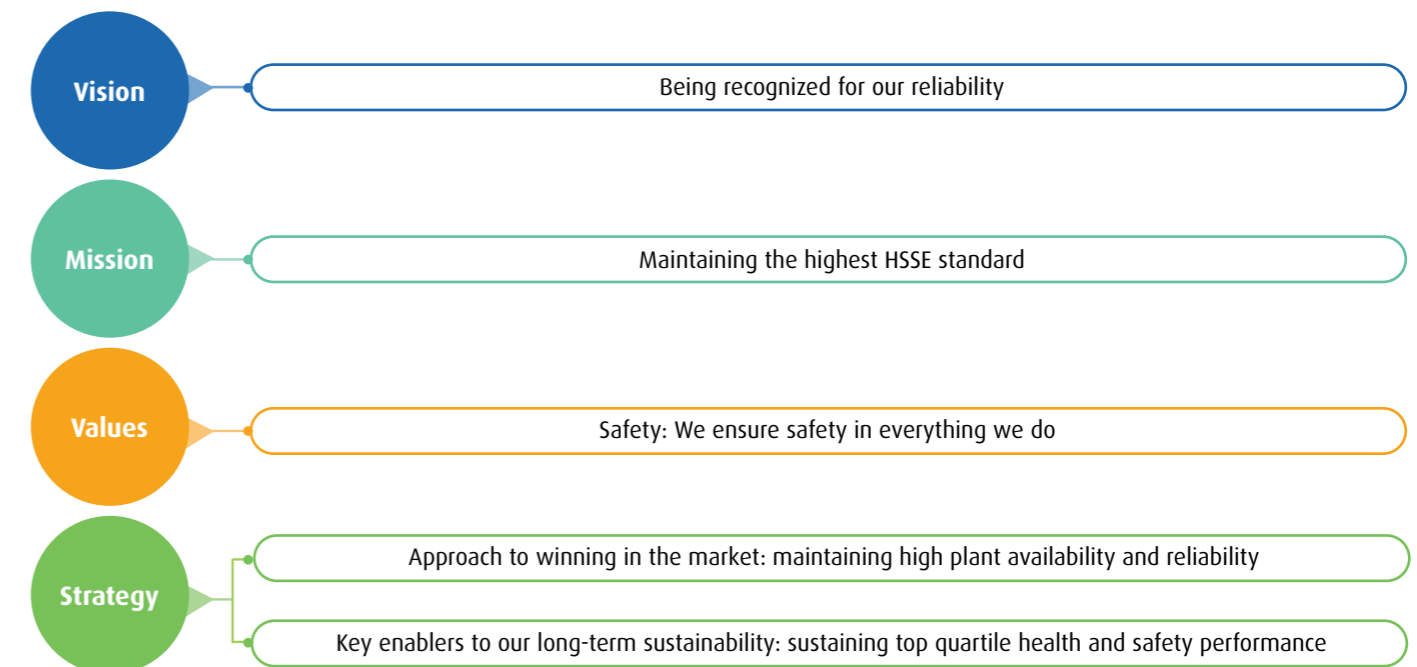 Vision
Being recognized for our reliability
Mission
Maintaining the highest HSSE standard
Values
Safety: We ensure safety in everything we do
Strategy
Approach to winning in the market: maintaining high plant availability and reliability
Key enablers to our long-term sustainability: sustaining top quartile health and safety performance